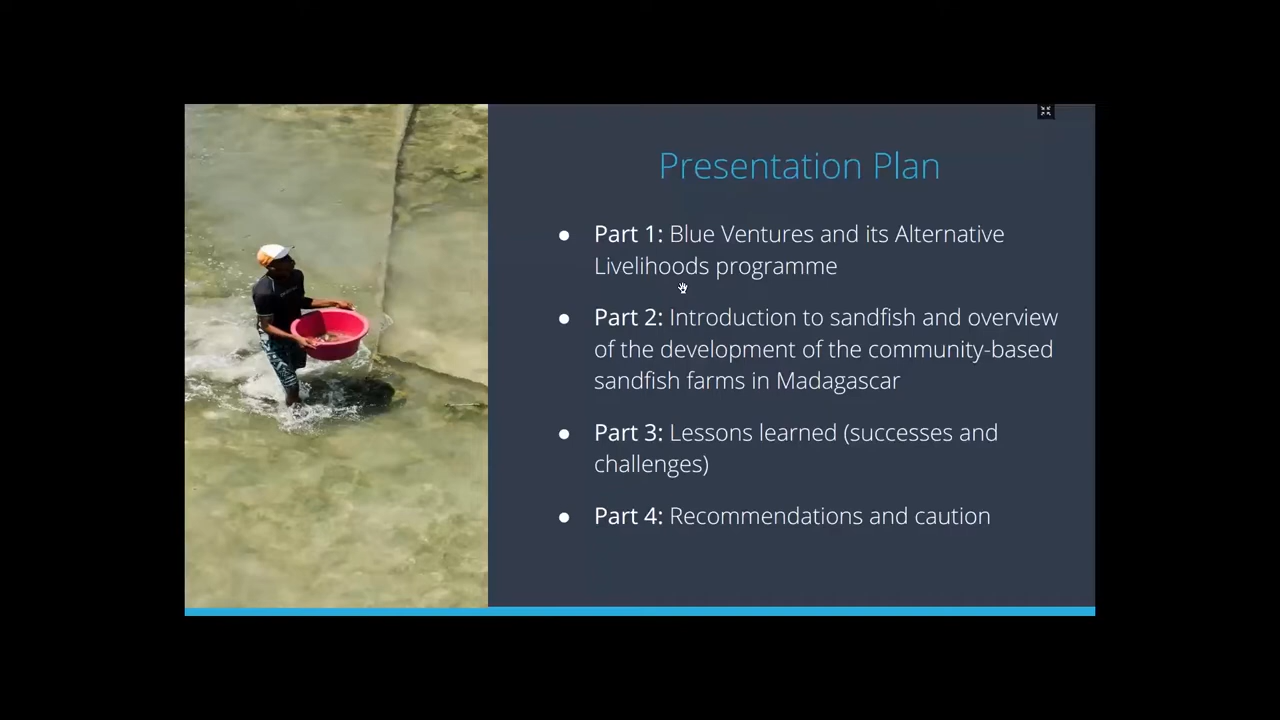 Presentation Plan
● Part 1: Blue Ventures and its Alternative
Livelihoods programme
● Part 2: Introduction to sandfish and overview
of the development of the community-based
sandfish farms in Madagascar
● Part 3: Lessons learned (successes and
challenges)
● Part 4: Recommendations and caution